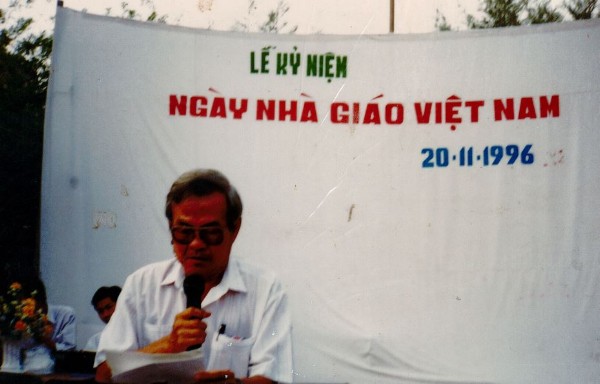 LỄ KỶ NIỆM
NGÀY NHÀ GIÁO VIỆT NAM
20·11·1996